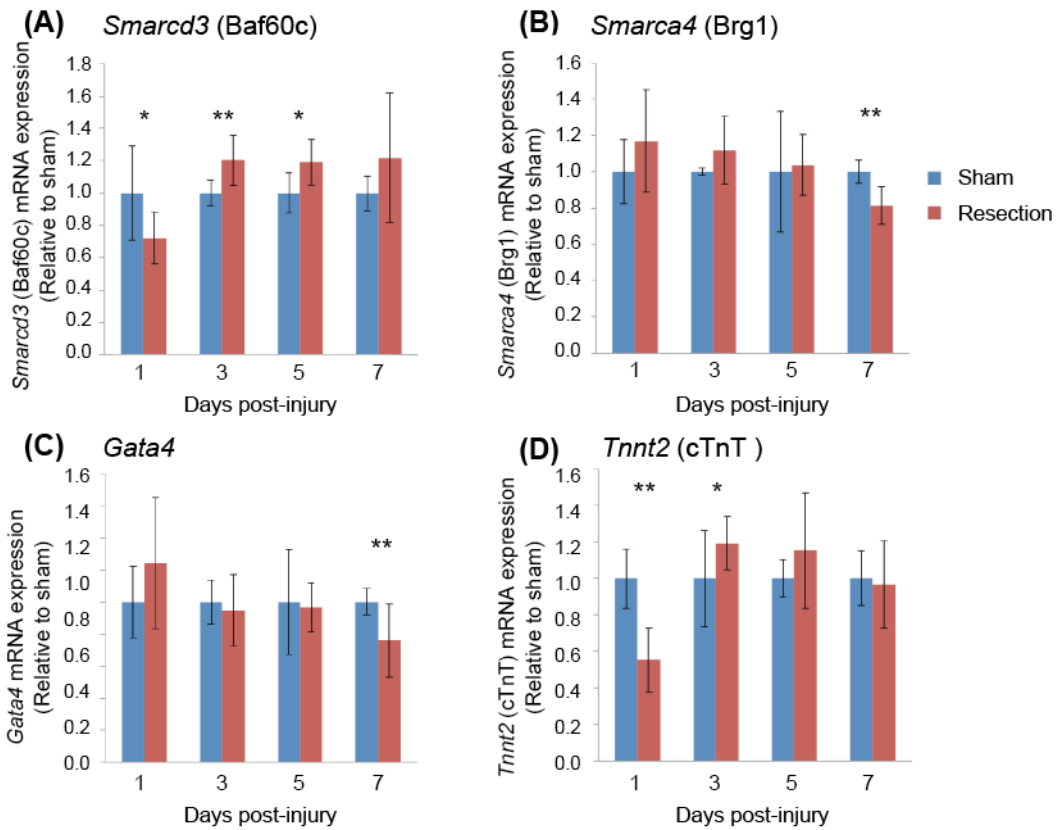 (A)
Smarcd3 (Baf60c)
Smarcd3 (Baf60c) mRNA expression
(Relative to sham)
1.8
1.6
1.4
1.2
1.0
0.8
0.6
0.4
0.2
0.0
* ** *
1 3 5 7
Days post-injury
(B)
Smarca4 (Brg1)
Smarca4 (Brg1) mRNA expression
(Relative to sham)
1.6
1.4
1.2
1.0
0.8
0.6
0.4
0.2
0.0
**
1 3 5 7
Days post-injury
Sham
Resection
(C)
Gata4
Gata4 mRNA expression
(Relative to sham)
1.6
1.4
1.2
1.0
0.8
0.6
0.4
0.2
0.0
**
1 3 5 7
Days post-injury
(D)
Tnnt2 (cTnT )
Tnnt2 (cTnT) mRNA expression
(Relative to sham)
1.6
1.4
1.2
1.0
0.8
0.6
0.4
0.2
0.0
** *
1 3 5 7
Days post-injury